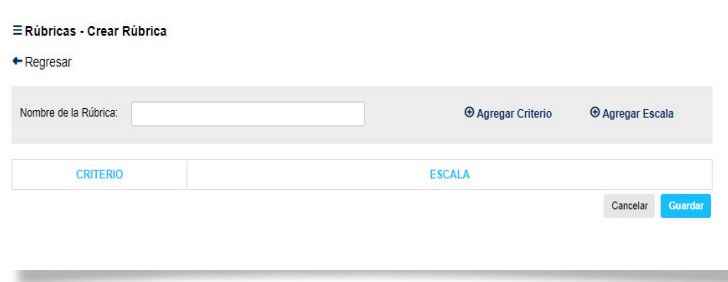 Rúbricas - Crear Rúbrica
Regresar
Nombre de la Rúbrica: Agregar Criterio Agregar Escala
CRITERIO ESCALA
Cancelar Guardar